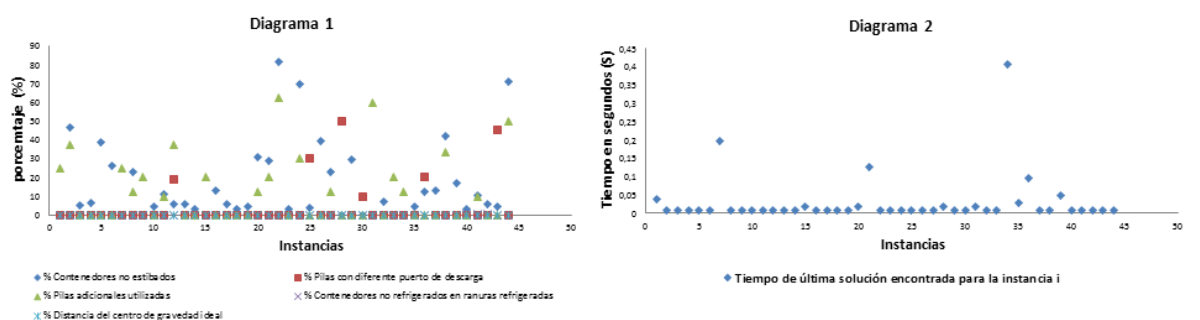 Diagrama 1
porcemtaje (%)
90
80
70
60
50
40
30
20
10
0
0 5 10 15 20 25 30 35 40 45 50
Instancias
% Contenedores no estibados
% Pilas con diferente puerto de descarga
% Pilas adicionales utilizadas
% Contenedores no refrigerados en ranuras refrigeradas
% Distancia del centro de gravedad ideal
Diagrama 2
Tiempo en segundos ($)
0,45
0,4
0,35
0,3
0,25
0,2
0,15
0,1
0,05
0
0 5 10 15 20 25 30 35 40 45 50
Instancias
Tiempo de última solución encontrada para la instancia i